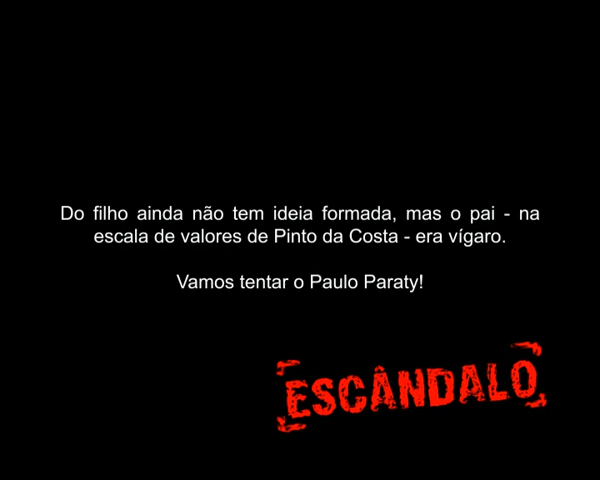 Do filho ainda não tem ideia formada, mas o pai - na
escala de valores de Pinto da Costa - era vígaro.
Vamos tentar o Paulo Paraty!
ESCÂNDALO